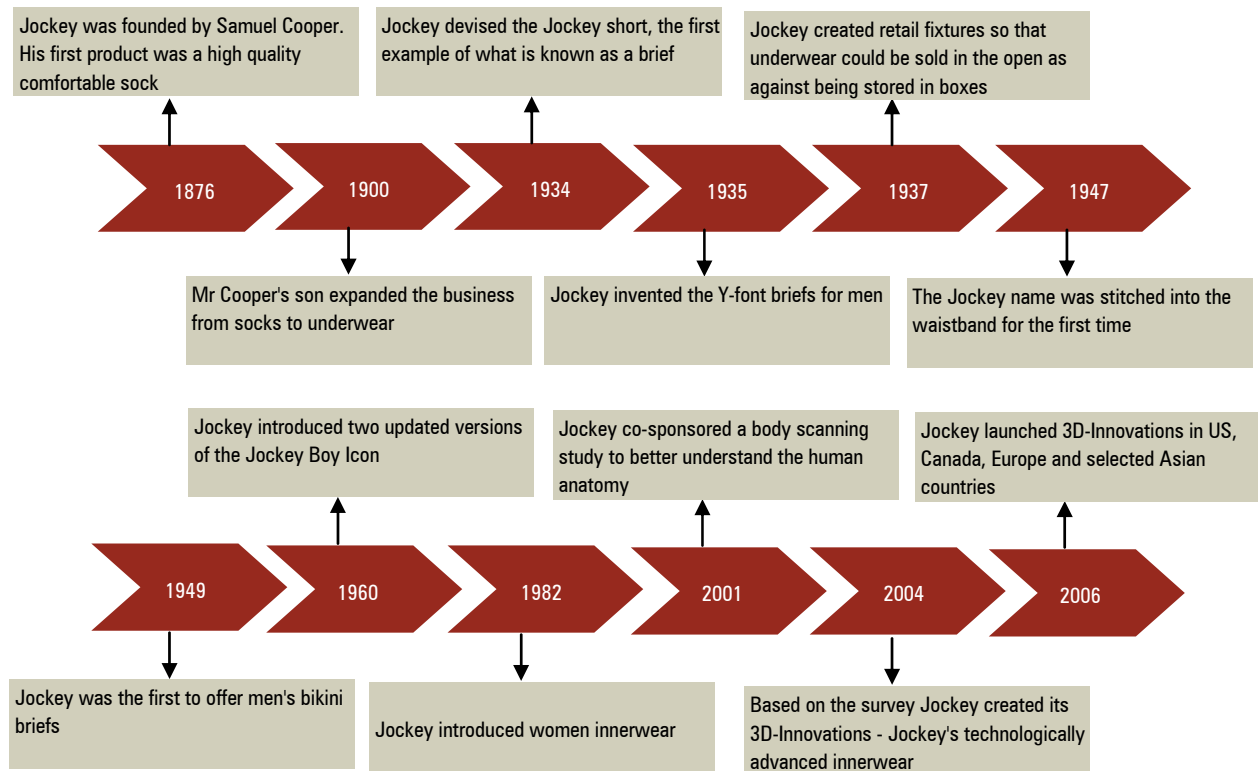 Jockey was founded by Samuel Cooper.
His first product was a high quality
comfortable sock
Jockey devised the Jockey short, the first
example of what is known as a brief
Jockey created retail fixtures so that
underwear could be sold in the open as
against being stored in boxes
1876
1900
1934
1935
1937
1947
Mr Cooper's son expanded the business
from socks to underwear
Jockey invented the Y-font briefs for men
The Jockey name was stitched into the
waistband for the first time
Jockey introduced two updated versions
of the Jockey Boy Icon
Jockey co-sponsored a body scanning
study to better understand the human
anatomy
Jockey launched 3D-Innovations in US,
Canada, Europe and selected Asian
countries
1949
1960
1982
2001
2004
2006
Jockey was the first to offer men's bikini
briefs
Jockey introduced women innerwear
Based on the survey Jockey created its
3D-Innovations - Jockey's technologically
advanced innerwear